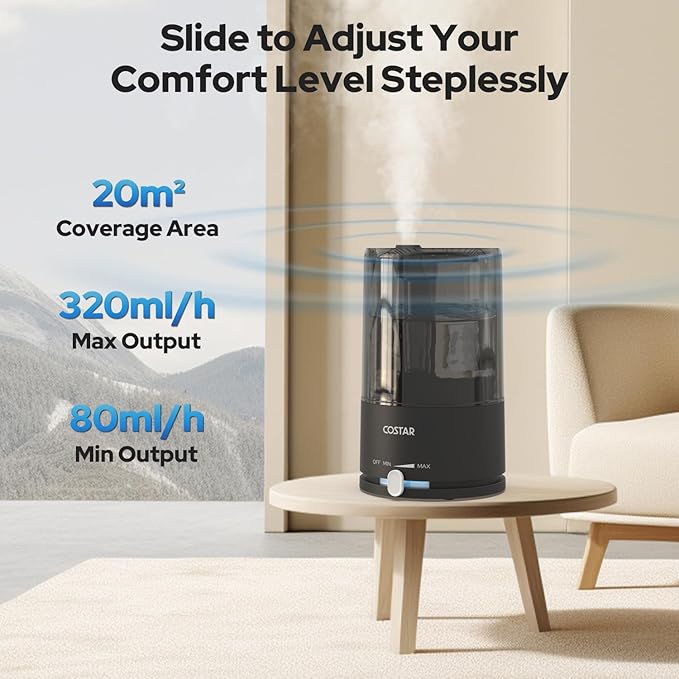 Slide to Adjust Your
Comfort Level Steplessly
20m²
Coverage Area
320ml/h
Max Output
80ml/h
Min Output
COSTAR
OFF MIN MAX